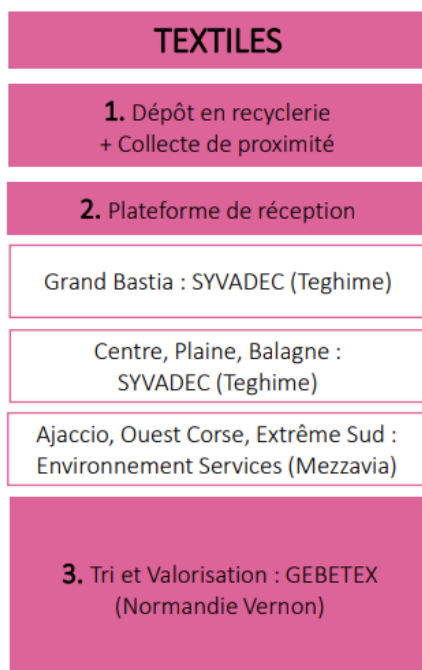 TEXTILES
1. Dépôt en recyclerie
+ Collecte de proximité
2. Plateforme de réception
Grand Bastia : SYVADEC (Teghime)
Centre, Plaine, Balagne :
SYVADEC (Teghime)
Ajaccio, Ouest Corse, Extrême Sud :
Environnement Services (Mezzavia)
3. Tri et Valorisation : GEBETEX
(Normandie Vernon)